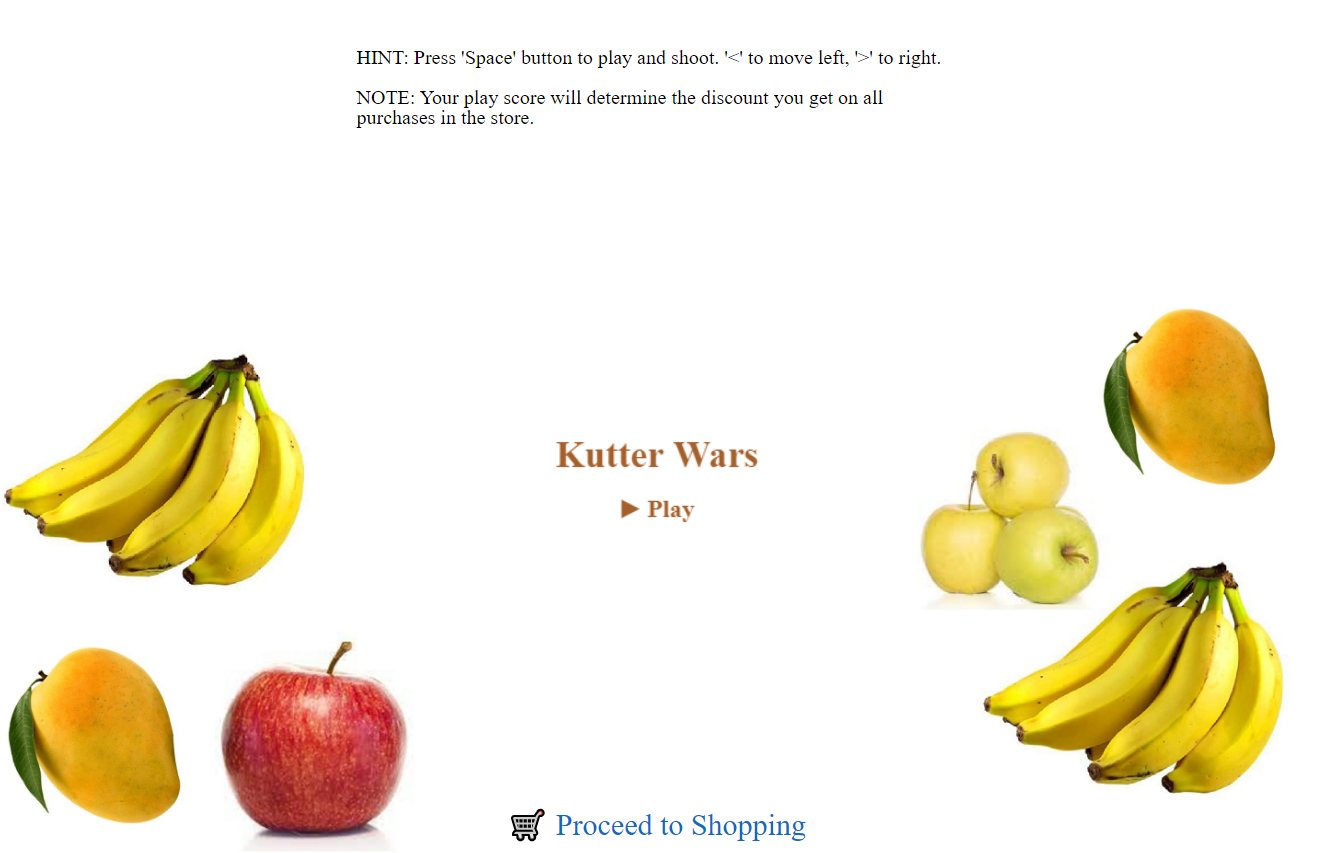 HINT: Press 'Space' button to play and shoot. '<' to move left, '>' to right.
NOTE: Your play score will determine the discount you get on all
purchases in the store.
Kutter Wars
► Play
Proceed to Shopping